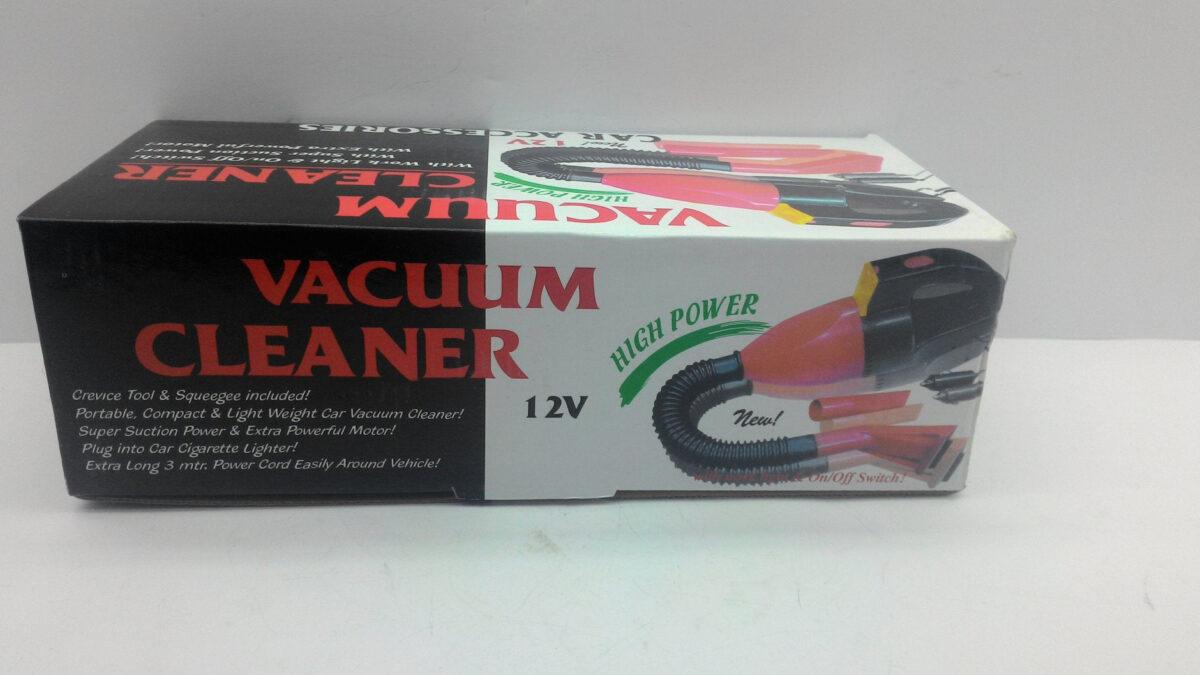 CAR ACCESSORIES
New! 12V
With Work Light & On/Off Switch!
With Super Suction Power!
With Extra Powerful Motor!
HIGH POWER
VACUUM
CLEANER
VACUUM
CLEANER
HIGH POWER
12V
New!
Crevice Tool & Squeegee included!
Portable, Compact & Light Weight Car Vacuum Cleaner!
Super Suction Power & Extra Powerful Motor!
Plug into Car Cigarette Lighter!
Extra Long 3 mtr. Power Cord Easily Around Vehicle!
On/Off Switch!